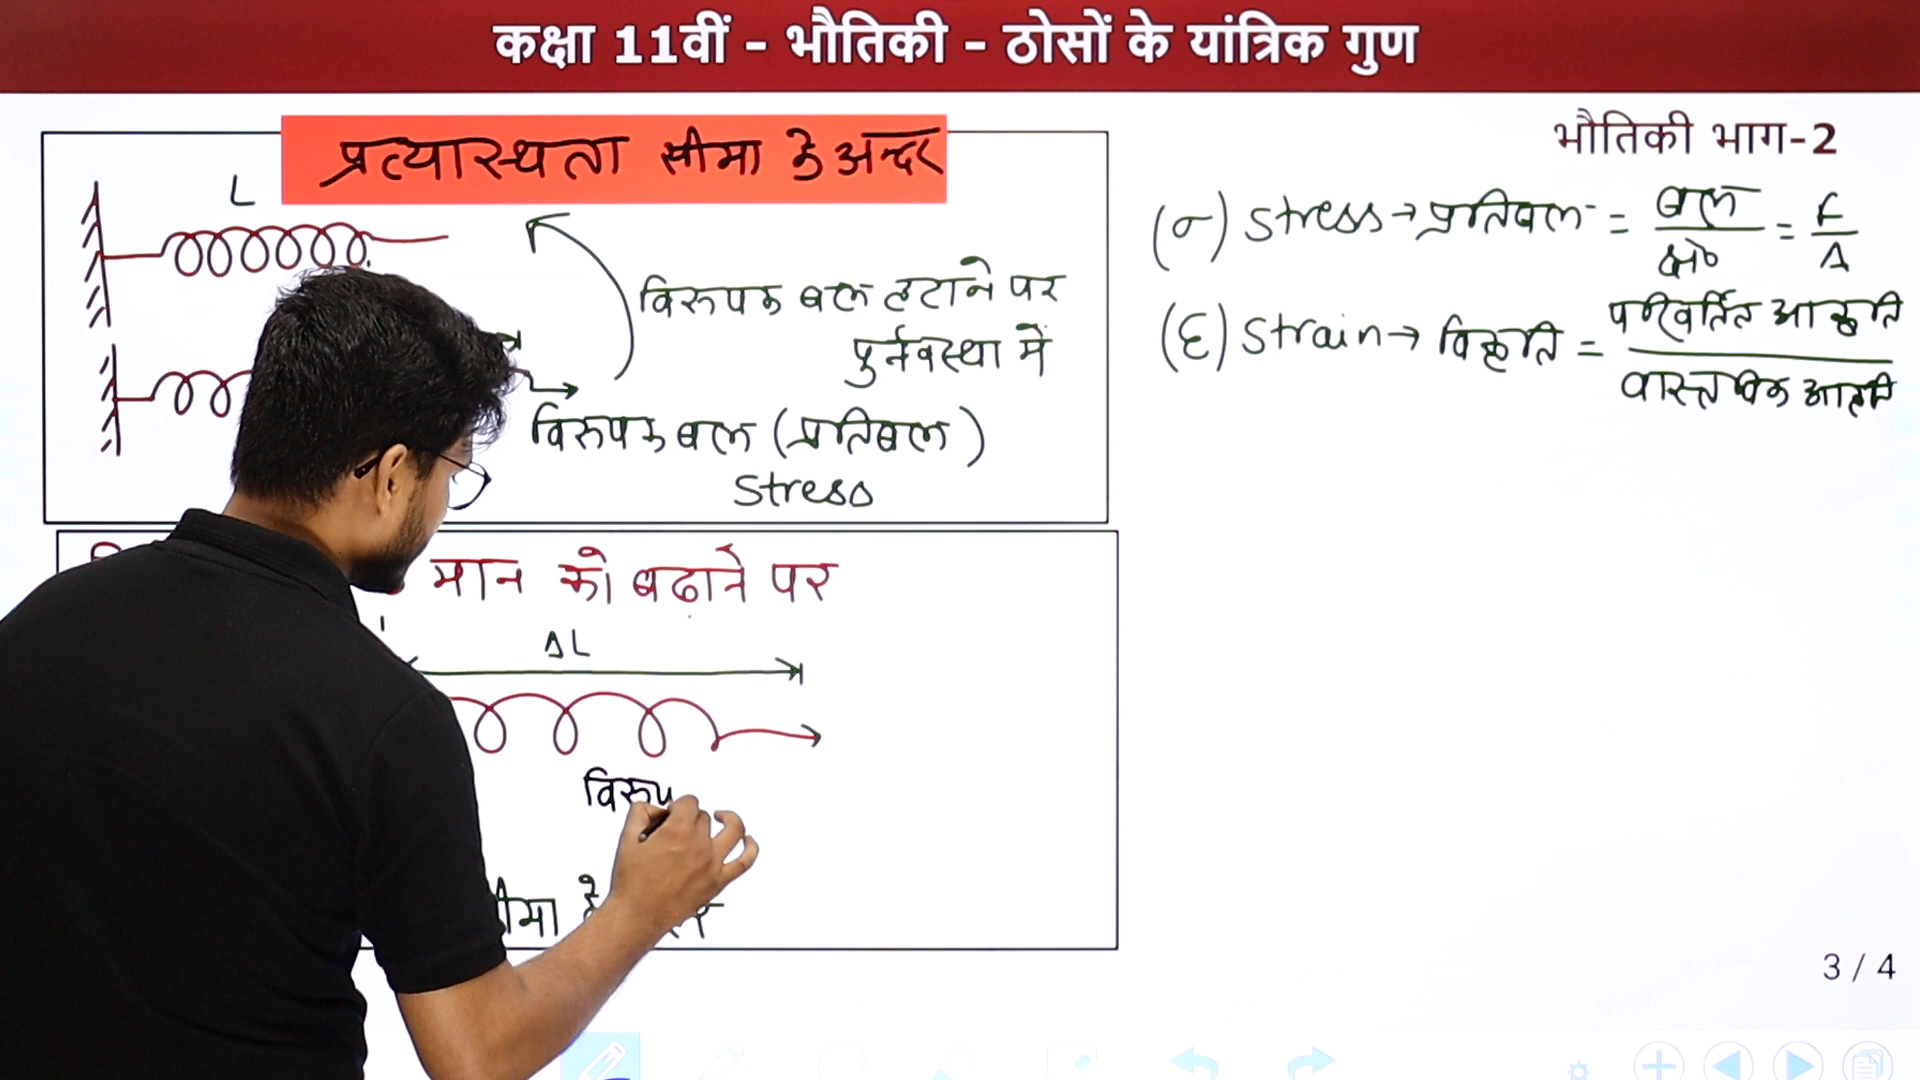 कक्षा 11वीं - भौतिकी - ठोसों के यांत्रिक गुण
प्रत्यास्थता सीमा के अन्दर
L
विरूपक बल हटाने पर
पुर्नवस्था में
विरूपक बल (प्रतिबल)
Stress
मान को बढाने पर
ΔL
विरूप
भौतिकी भाग-2
(σ) Stress → प्रतिबल = बल / क्षे० = F / A
(ε) Strain → विकृति = परिवर्तित आकृति / वास्तविक आकृति
3 / 4